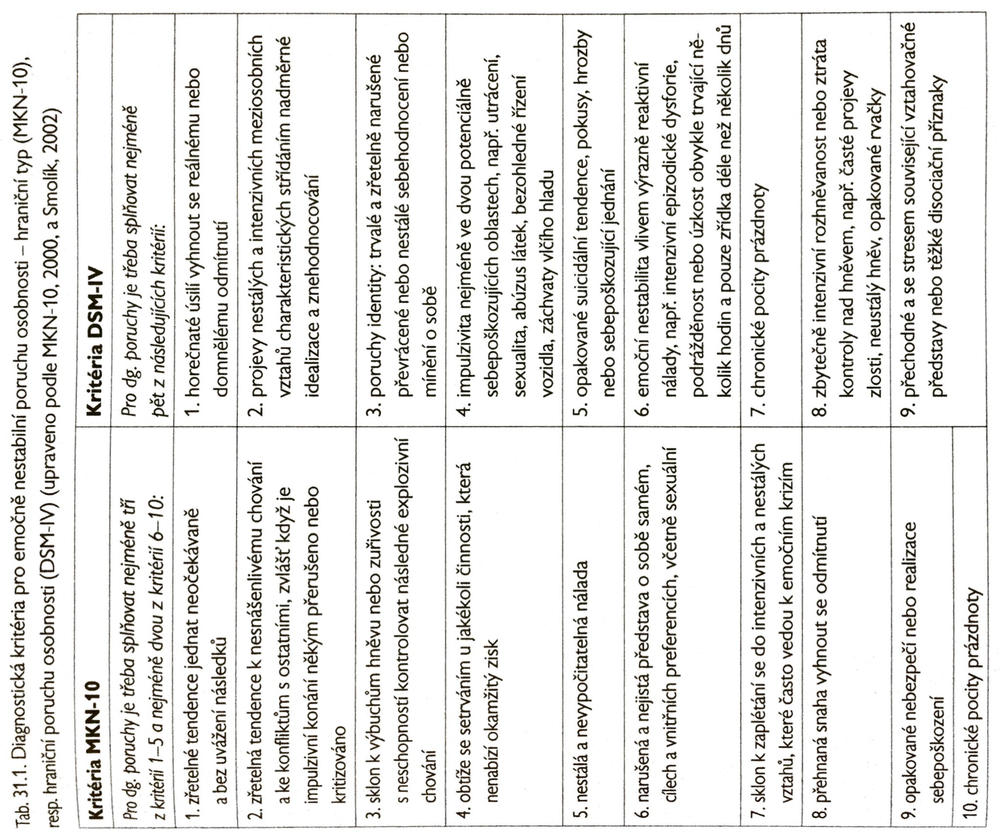 Tab. 31.1. Diagnostická kritéria pro emočně nestabilní poruchu osobnosti – hraniční typ (MKN-10),
resp. hraniční poruchu osobnosti (DSM-IV) (upraveno podle MKN-10, 2000, a Smolík, 2002)
Kritéria MKN-10
Kritéria DSM-IV
Pro dg. poruchy je třeba splňovat nejméně tři
z kritérií 1–5 a nejméně dvou z kritérií 6–10:
Pro dg. poruchy je třeba splňovat nejméně
pět z následujících kritérií:
1. zřetelné tendence jednat neočekávaně
a bez uvážení následků
1. horečnaté úsilí vyhnout se reálnému nebo
domnělému odmítnutí
2. zřetelná tendence k nesnášenlivému chování
a ke konfliktům s ostatními, zvlášť když je
impulzivní konání někým přerušeno nebo
kritizováno
2. projevy nestálých a intenzivních meziosobních
vztahů charakteristických střídáním nadměrné
idealizace a znehodnocování
3. sklon k výbuchům hněvu nebo zuřivosti
s neschopností kontrolovat následné explozivní
chování
3. poruchy identity: trvalé a zřetelně narušené
převrácené nebo nestálé sebehodnocení nebo
mínění o sobě
4. obtíže se setrváním u jakékoli činnosti, která
nenabízí okamžitý zisk
4. impulzivita nejméně ve dvou potenciálně
sebepoškozujících oblastech, např. utrácení,
sexualita, abúzus látek, bezohledné řízení
vozidla, záchvaty vlčího hladu
5. nestálá a nevypočitatelná nálada
5. opakované suicidální tendence, pokusy, hrozby
nebo sebepoškozující jednání
6. narušená a nejistá představa o sobě samém,
cílech a vnitřních preferencích, včetně sexuální
6. emoční nestabilita vlivem výrazně reaktivní
nálady, např. intenzivní epizodické dysforie,
podrážděnost nebo úzkost obvykle trvající ně-
kolik hodin a pouze zřídka déle než několik dnů
7. sklon k zaplétání se do intenzivních a nestálých
vztahů, které často vedou k emočním krizím
7. chronické pocity prázdnoty
8. přehnaná snaha vyhnout se odmítnutí
8. zbytečně intenzivní rozhněvanost nebo ztráta
kontroly nad hněvem, např. časté projevy
zlosti, neustálý hněv, opakované rvačky
9. opakované nebezpečí nebo realizace
sebepoškození
9. přechodné a se stresem související vztahovačné
představy nebo těžké disociační příznaky
10. chronické pocity prázdnoty